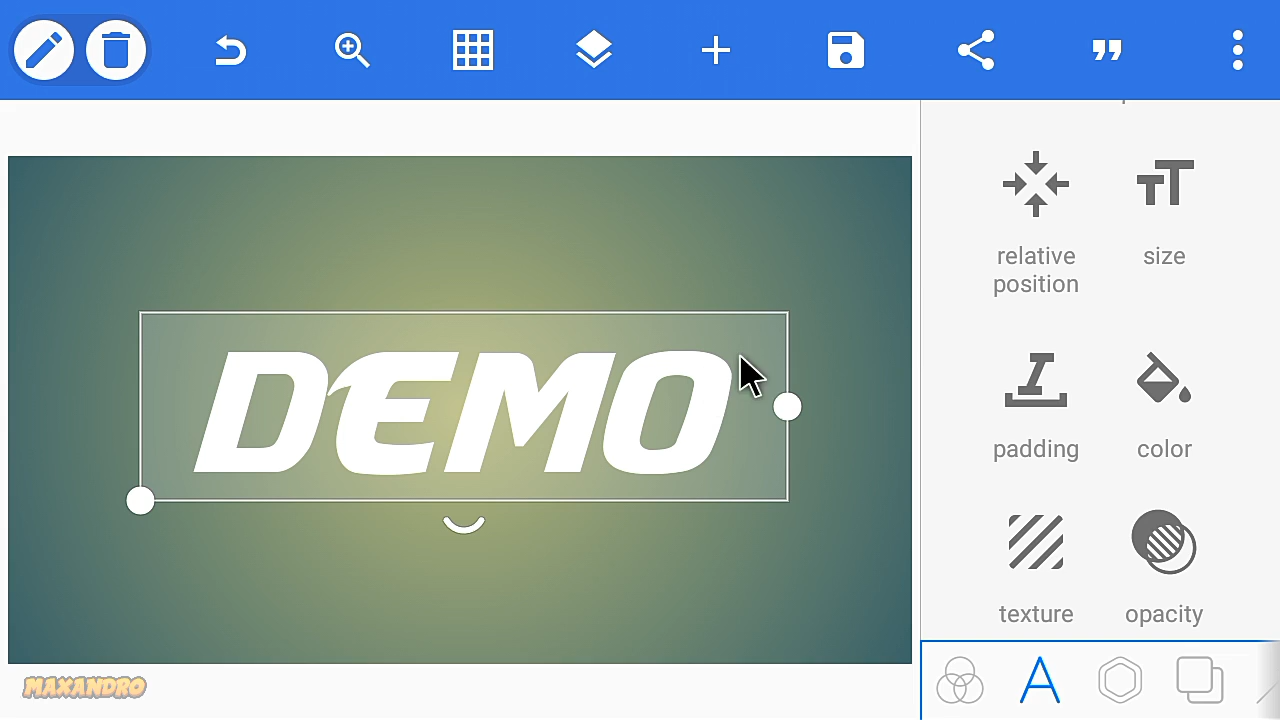 DEMO
relative
position
size
padding
color
texture
opacity
MAXANDRO